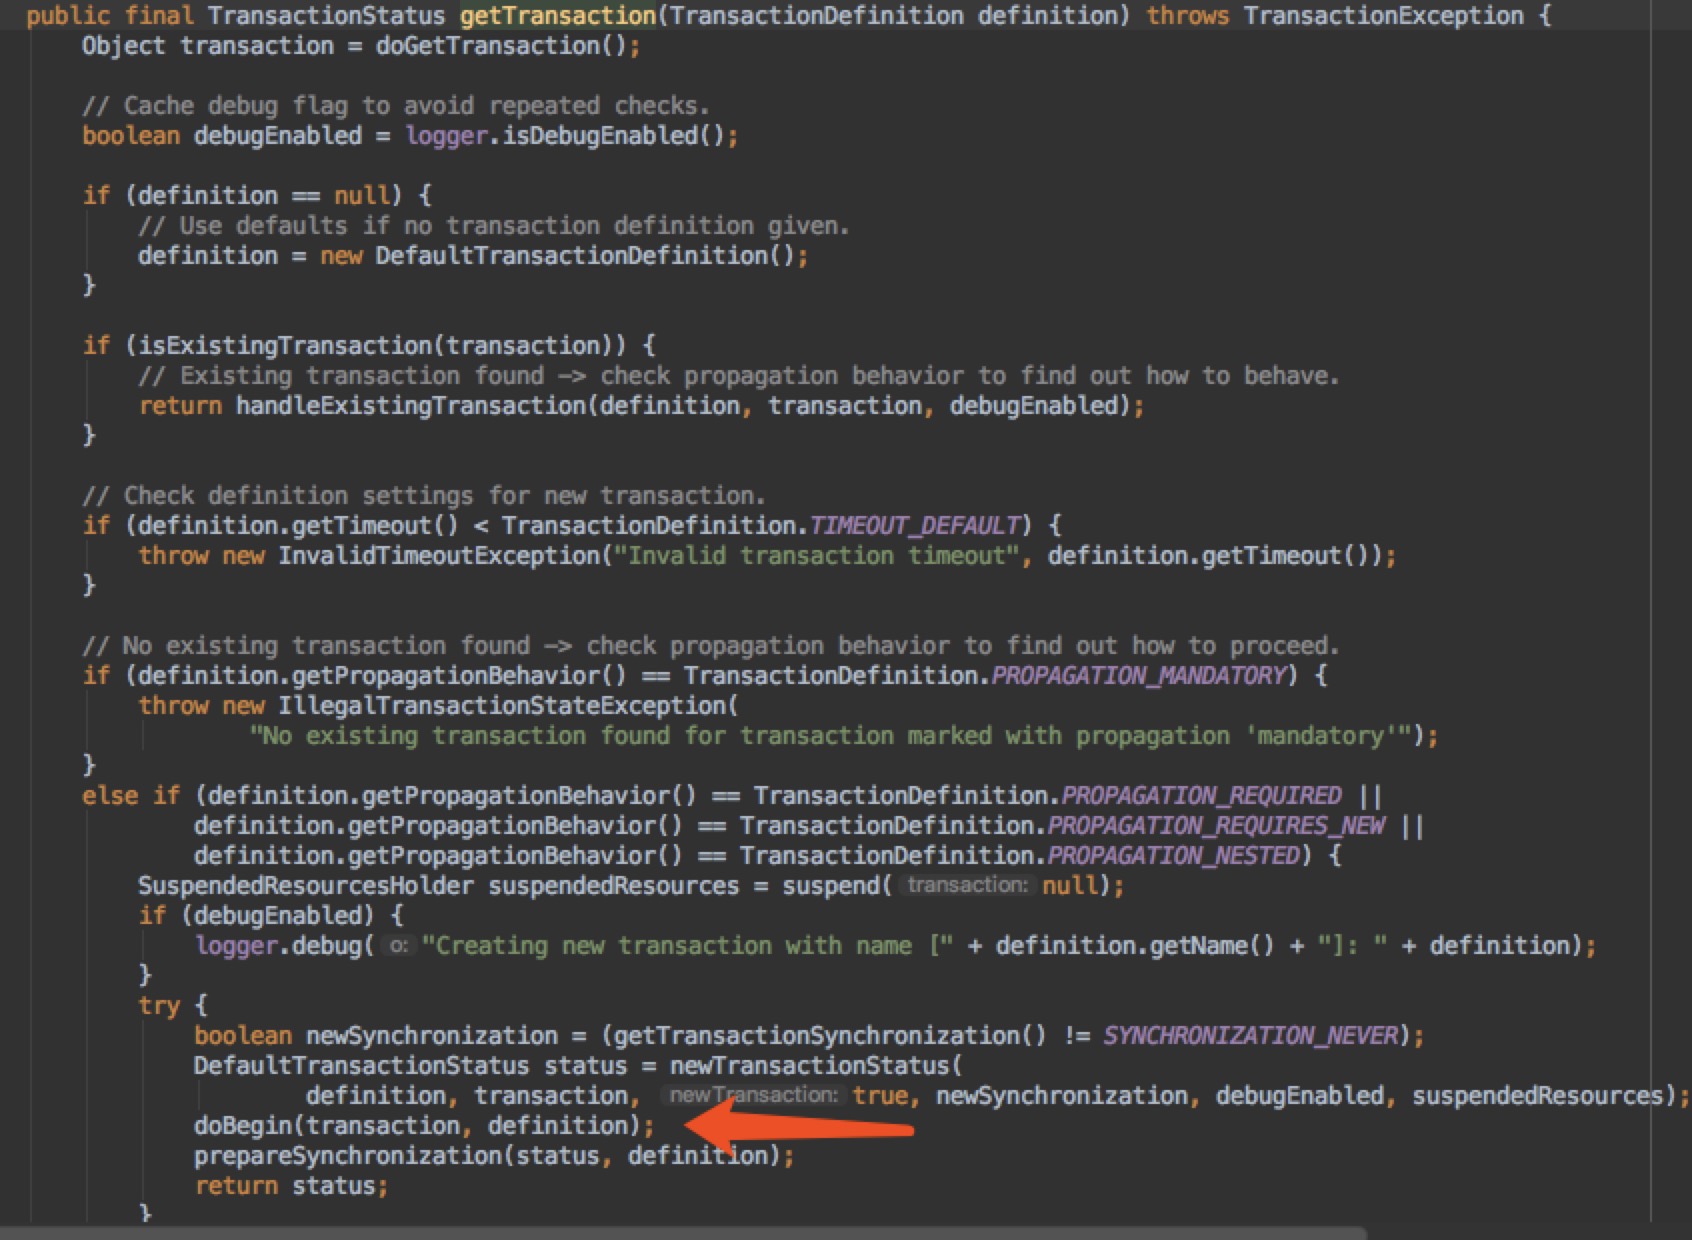 public final TransactionStatus getTransaction(TransactionDefinition definition) throws TransactionException {
Object transaction = doGetTransaction();
// Cache debug flag to avoid repeated checks.
boolean debugEnabled = logger.isDebugEnabled();
if (definition == null) {
// Use defaults if no transaction definition given.
definition = new DefaultTransactionDefinition();
}
if (isExistingTransaction(transaction)) {
// Existing transaction found -> check propagation behavior to find out how to behave.
return handleExistingTransaction(definition, transaction, debugEnabled);
}
// Check definition settings for new transaction.
if (definition.getTimeout() < TransactionDefinition.TIMEOUT_DEFAULT) {
throw new InvalidTimeoutException("Invalid transaction timeout", definition.getTimeout());
}
// No existing transaction found -> check propagation behavior to find out how to proceed.
if (definition.getPropagationBehavior() == TransactionDefinition.PROPAGATION_MANDATORY) {
throw new IllegalTransactionStateException(
"No existing transaction found for transaction marked with propagation 'mandatory'");
}
else if (definition.getPropagationBehavior() == TransactionDefinition.PROPAGATION_REQUIRED ||
definition.getPropagationBehavior() == TransactionDefinition.PROPAGATION_REQUIRES_NEW ||
definition.getPropagationBehavior() == TransactionDefinition.PROPAGATION_NESTED) {
SuspendedResourcesHolder suspendedResources = suspend( transaction: null);
if (debugEnabled) {
logger.debug( o: "Creating new transaction with name [" + definition.getName() + "]: " + definition);
}
try {
boolean newSynchronization = (getTransactionSynchronization() != SYNCHRONIZATION_NEVER);
DefaultTransactionStatus status = newTransactionStatus(
definition, transaction, newTransaction: true, newSynchronization, debugEnabled, suspendedResources);
doBegin(transaction, definition);
prepareSynchronization(status, definition);
return status;
}